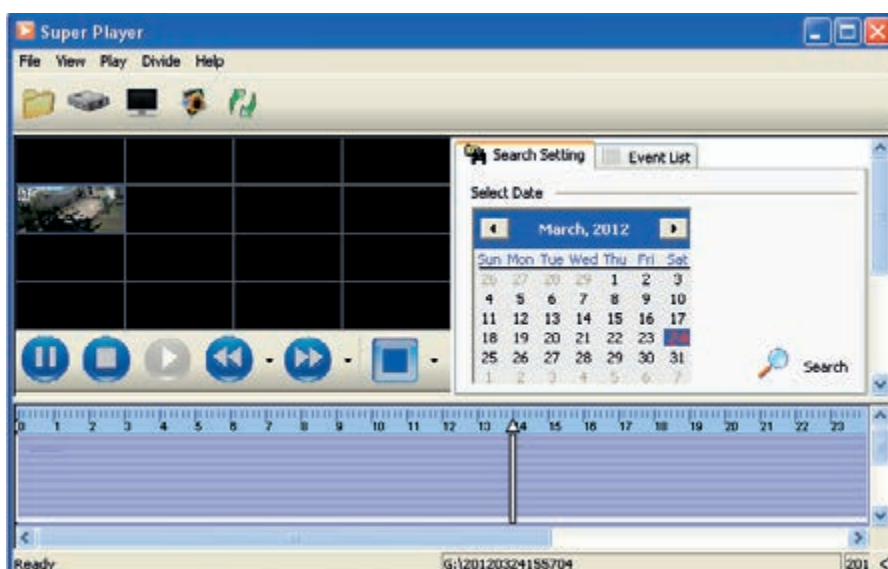 Super Player
File View Play Divide Help
Search Setting Event List
Select Date
March, 2012
Sun Mon Tue Wed Thu Fri Sat
26 27 28 29 1 2 3
4 5 6 7 8 9 10
11 12 13 14 15 16 17
18 19 20 21 22 23 24
25 26 27 28 29 30 31
1 2 3 4 5 6 7
Search
0 1 2 3 4 5 6 7 8 9 10 11 12 13 14 15 16 17 18 19 20 21 22 23
Ready G:\20120324155704 201